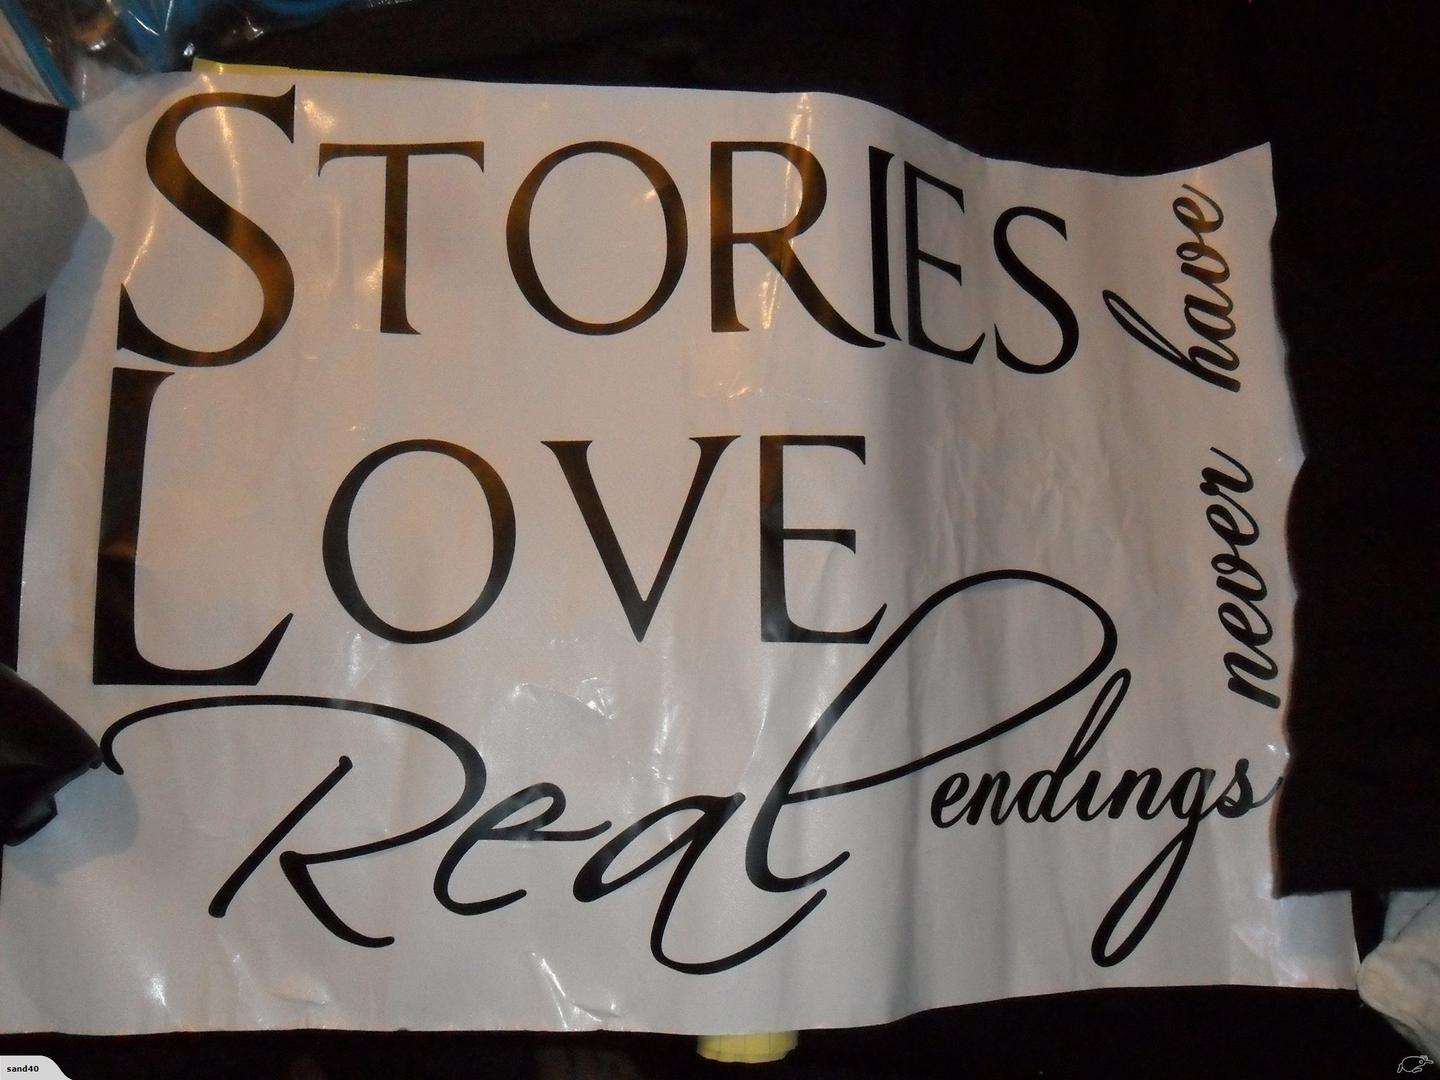 STORIES
LOVE
Real
endings
never have
sand40